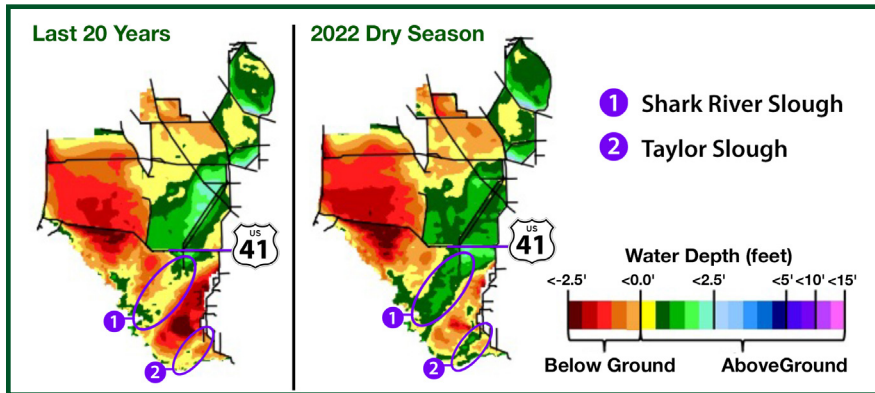 Last 20 Years
2022 Dry Season
1 Shark River Slough
2 Taylor Slough
US
41
US
41
1
2
1
2
Water Depth (feet)
<-2.5' <0.0' <2.5' <5' <10' <15'
Below Ground AboveGround